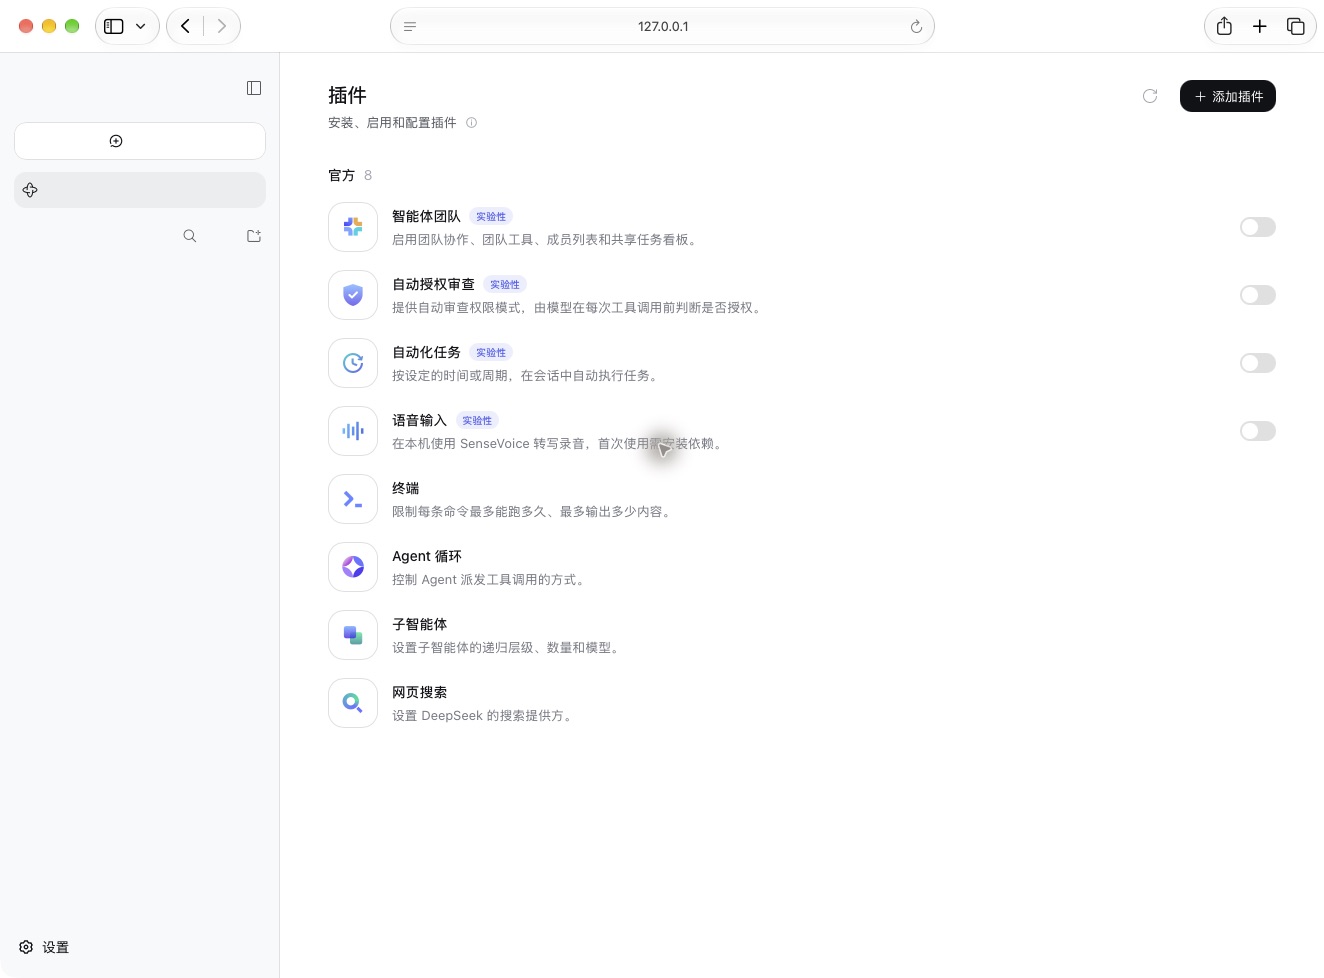 127.0.0.1
插件
添加插件
安装、启用和配置插件
官方 8
智能体团队 实验性
启用团队协作、团队工具、成员列表和共享任务看板。
自动授权审查 实验性
提供自动审查权限模式，由模型在每次工具调用前判断是否授权。
自动化任务 实验性
按设定的时间或周期，在会话中自动执行任务。
语音输入 实验性
在本机使用 SenseVoice 转写录音，首次使用需安装依赖。
终端
限制每条命令最多能跑多久、最多输出多少内容。
Agent 循环
控制 Agent 派发工具调用的方式。
子智能体
设置子智能体的递归层级、数量和模型。
网页搜索
设置 DeepSeek 的搜索提供方。
设置